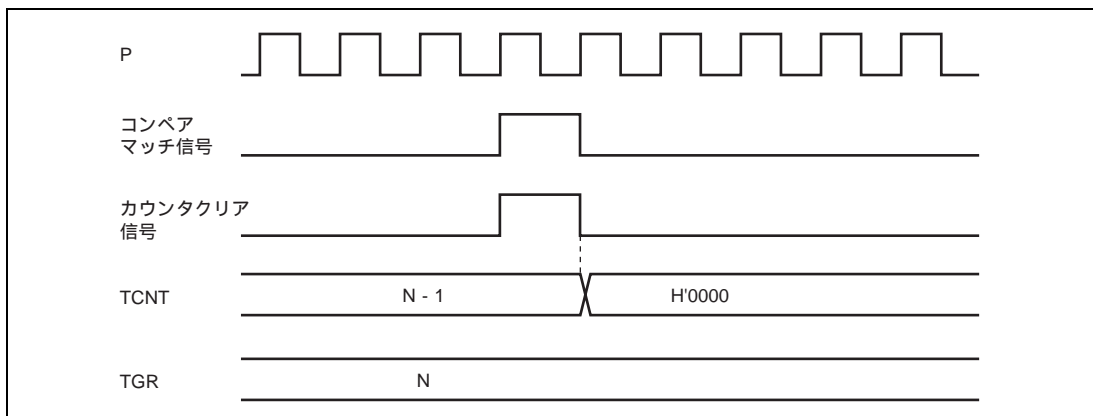 P
コンペア
マッチ信号
カウンタクリア
信号
TCNT
N - 1
H'0000
TGR
N